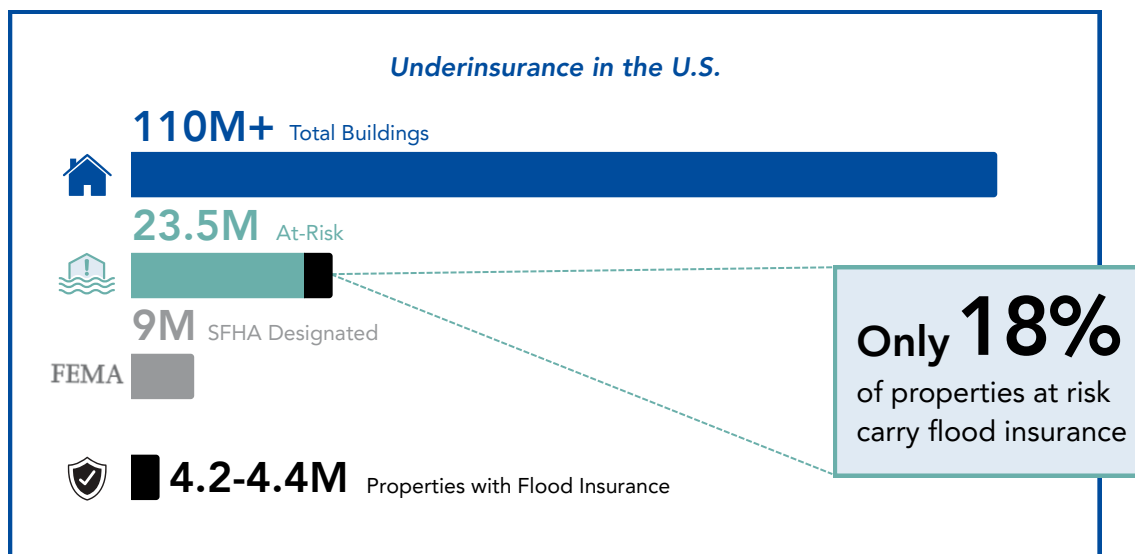 Underinsurance in the U.S.
110M+ Total Buildings
23.5M At-Risk
9M SFHA Designated
FEMA
Only 18%
of properties at risk
carry flood insurance
4.2-4.4M Properties with Flood Insurance